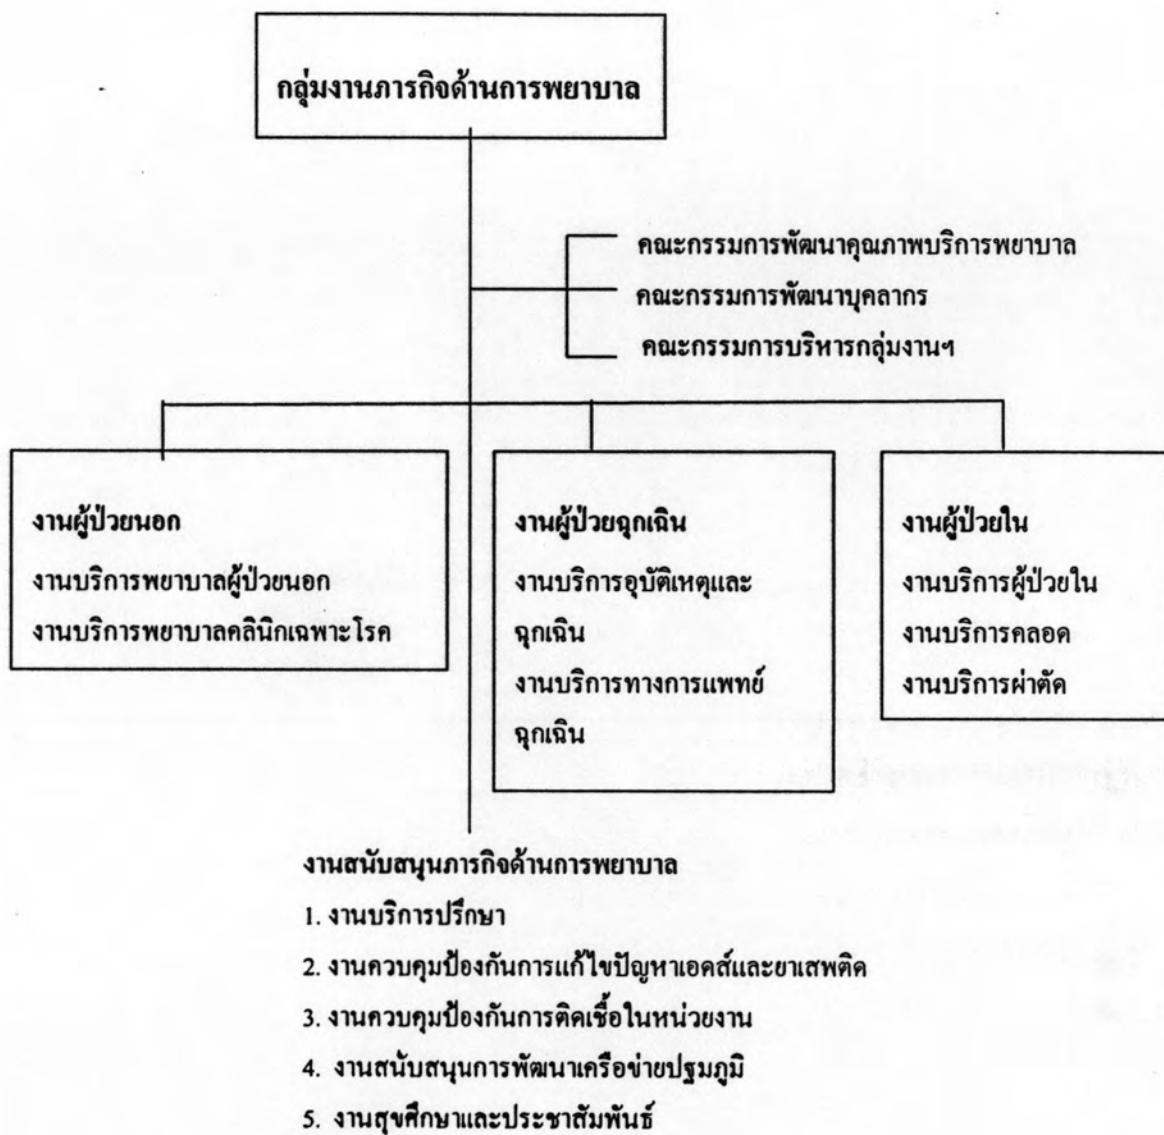 กลุ่มงานภารกิจด้านการพยาบาล
คณะกรรมการพัฒนาคุณภาพบริการพยาบาล
คณะกรรมการพัฒนาบุคลากร
คณะกรรมการบริหารกลุ่มงานฯ
งานผู้ป่วยนอก
งานบริการพยาบาลผู้ป่วยนอก
งานบริการพยาบาลคลินิกเฉพาะโรค
งานผู้ป่วยฉุกเฉิน
งานบริการอุบัติเหตุและ
ฉุกเฉิน
งานบริการทางการแพทย์
ฉุกเฉิน
งานผู้ป่วยใน
งานบริการผู้ป่วยใน
งานบริการคลอด
งานบริการผ่าตัด
งานสนับสนุนภารกิจด้านการพยาบาล
1. งานบริการปรึกษา
2. งานควบคุมป้องกันการแก้ไขปัญหาเอดส์และยาเสพติด
3. งานควบคุมป้องกันการติดเชื้อในหน่วยงาน
4. งานสนับสนุนการพัฒนาเครือข่ายปฐมภูมิ
5. งานสุขศึกษาและประชาสัมพันธ์